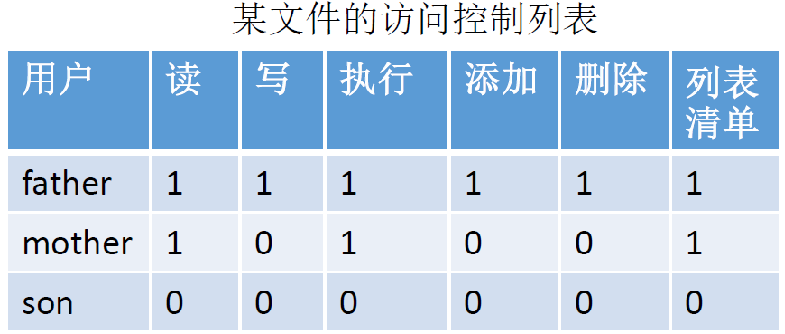 某文件的访问控制列表
用户 读 写 执行 添加 删除 列表清单
father 1 1 1 1 1 1
mother 1 0 1 0 0 1
son 0 0 0 0 0 0